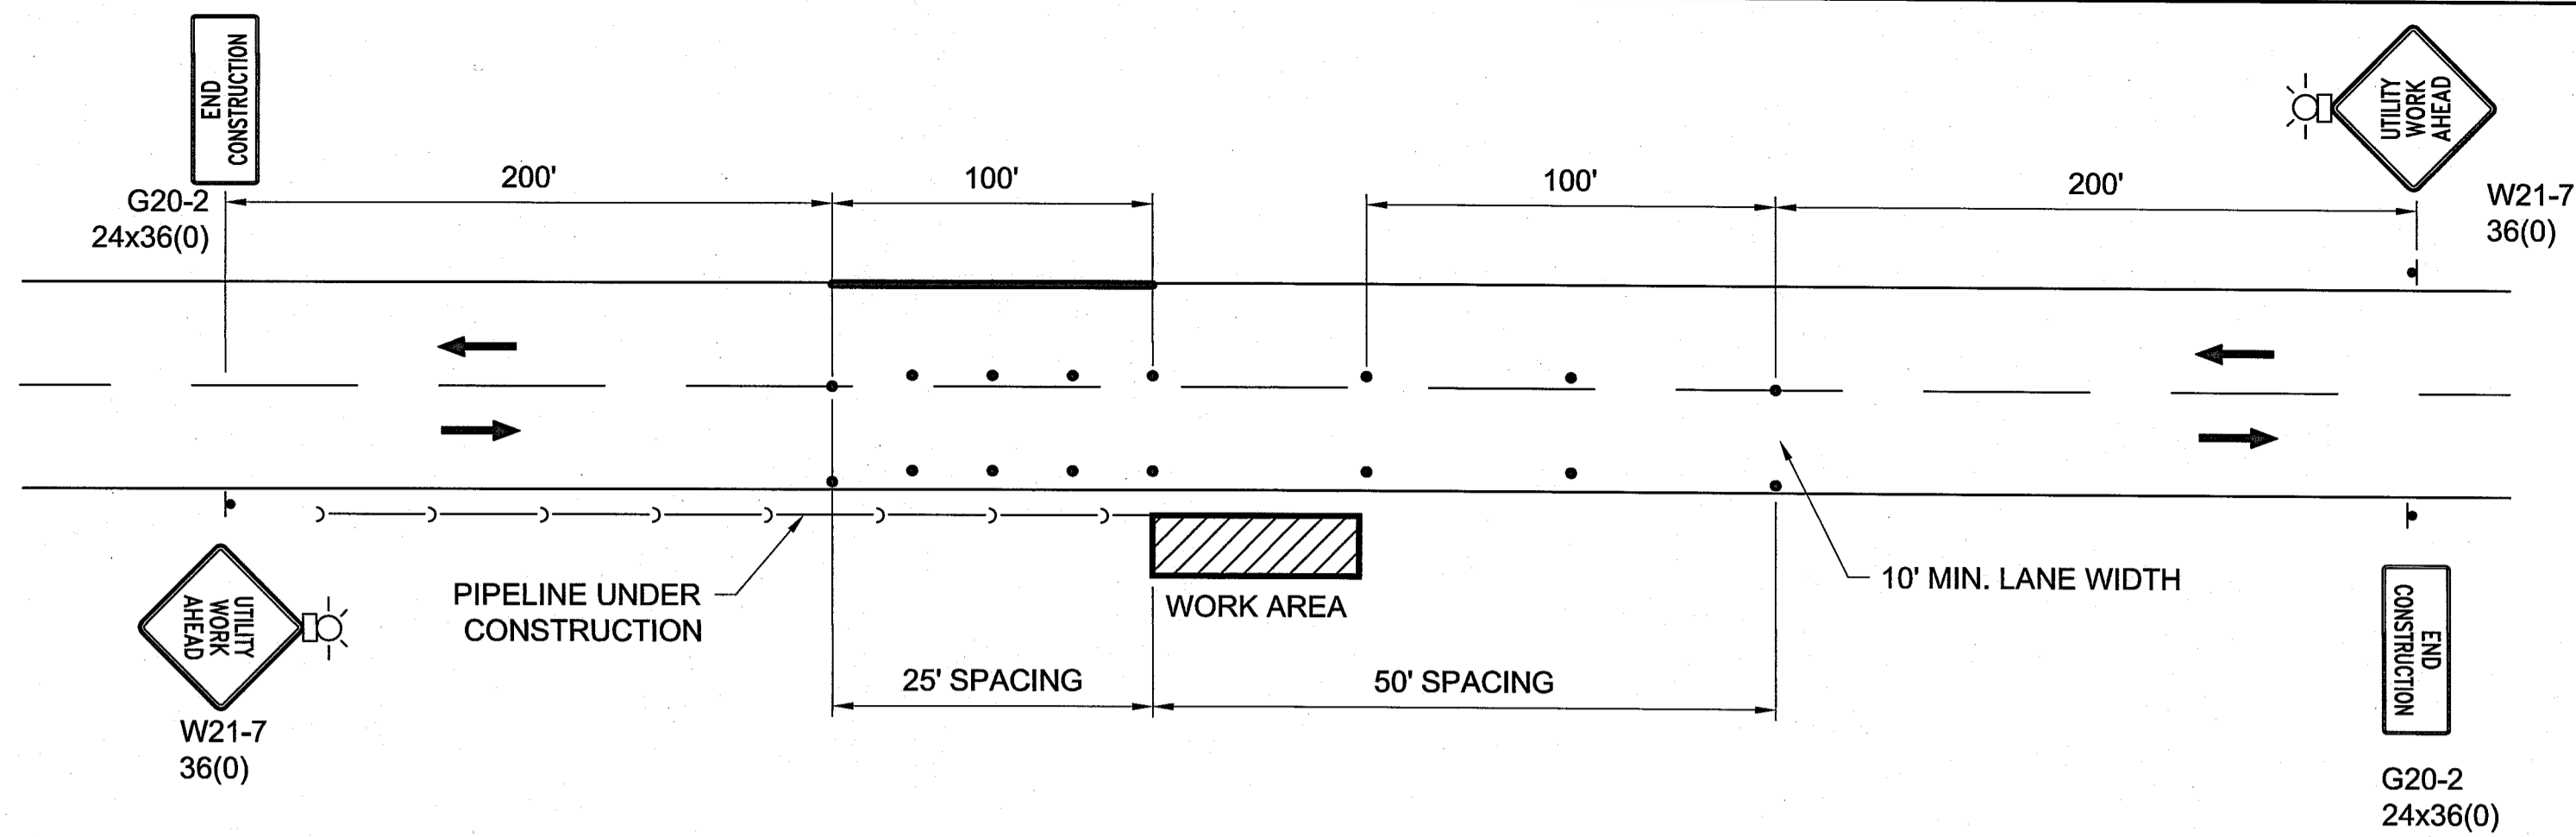 END
CONSTRUCTION
UTILITY
WORK
AHEAD
200'
100'
100'
200'
G20-2
24x36(0)
W21-7
36(0)
PIPELINE UNDER
CONSTRUCTION
WORK AREA
10' MIN. LANE WIDTH
UTILITY
WORK
AHEAD
END
CONSTRUCTION
25' SPACING
50' SPACING
W21-7
36(0)
G20-2
24x36(0)